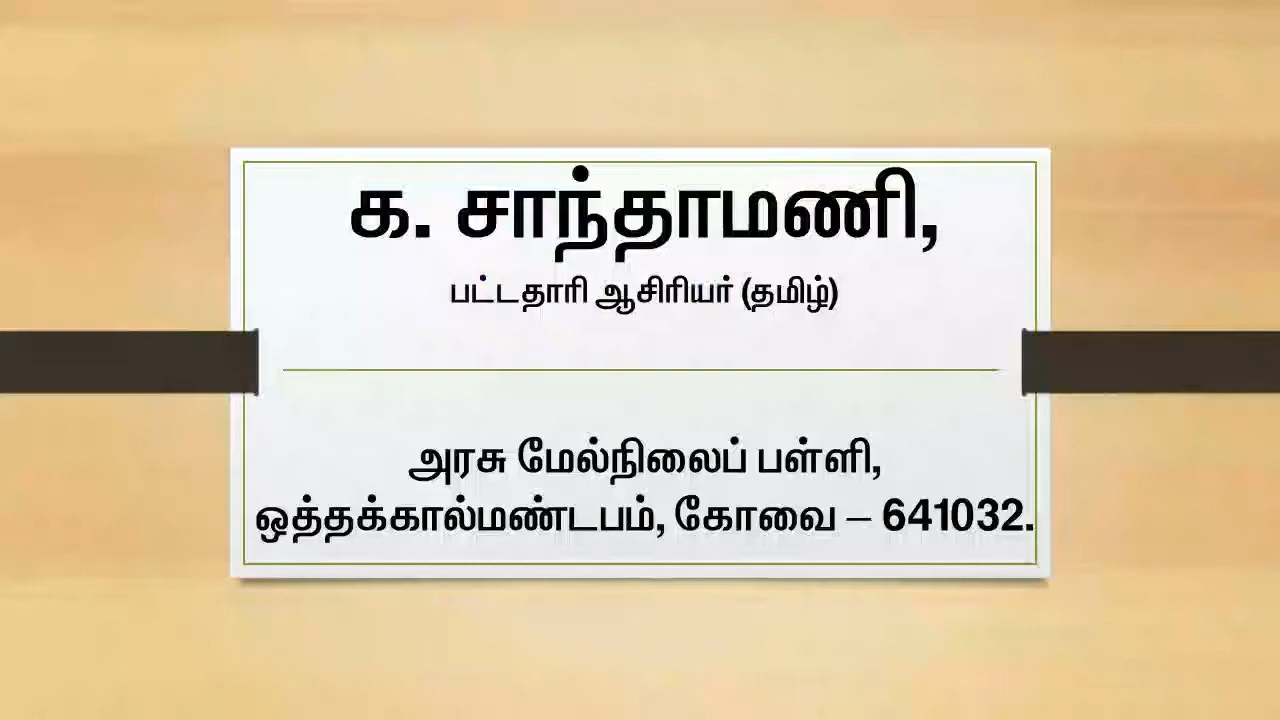 க. சாந்தாமணி,
பட்டதாரி ஆசிரியர் (தமிழ்)
அரசு மேல்நிலைப் பள்ளி,
ஒத்தக்கால்மண்டபம், கோவை – 641032.